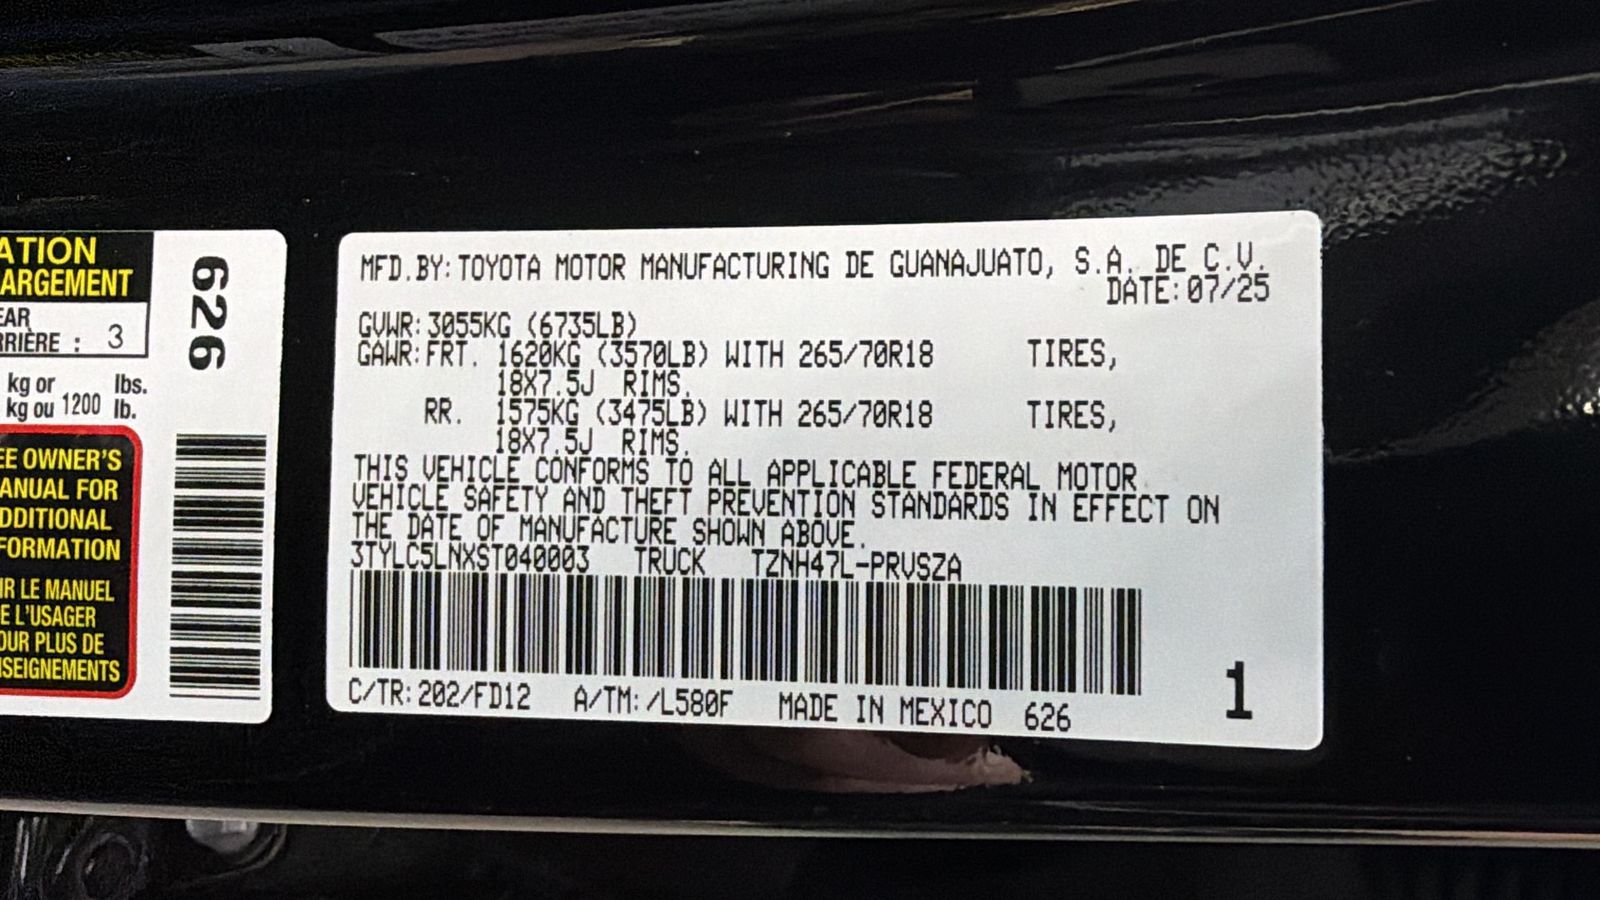 ATION
ARGEMENT
EAR
RRIÈRE : 3
kg or lbs.
kg ou 1200 lb.
EE OWNER'S
ANUAL FOR
DDITIONAL
FORMATION
IR LE MANUEL
E L'USAGER
OUR PLUS DE
NSEIGNEMENTS
626
MFD.BY:TOYOTA MOTOR MANUFACTURING DE GUANAJUATO, S.A. DE C.V.
DATE:07/25
GVWR:3055KG (6735LB)
GAWR:FRT. 1620KG (3570LB) WITH 265/70R18 TIRES,
18X7.5J RIMS.
RR. 1575KG (3475LB) WITH 265/70R18 TIRES,
18X7.5J RIMS.
THIS VEHICLE CONFORMS TO ALL APPLICABLE FEDERAL MOTOR
VEHICLE SAFETY AND THEFT PREVENTION STANDARDS IN EFFECT ON
THE DATE OF MANUFACTURE SHOWN ABOVE.
3TYLC5LNXST040003 TRUCK TZNH47L-PRVSZA
C/TR:202/FD12 A/TM:/L580F MADE IN MEXICO 626
1